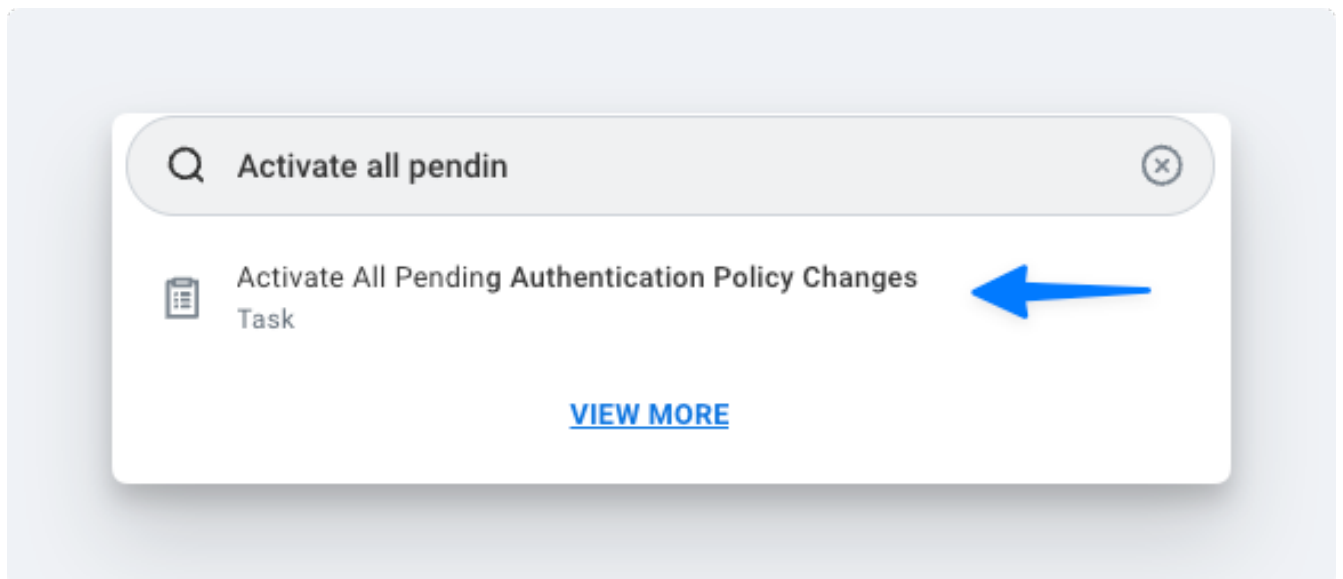 Activate all pendin
Activate All Pending Authentication Policy Changes
Task
VIEW MORE